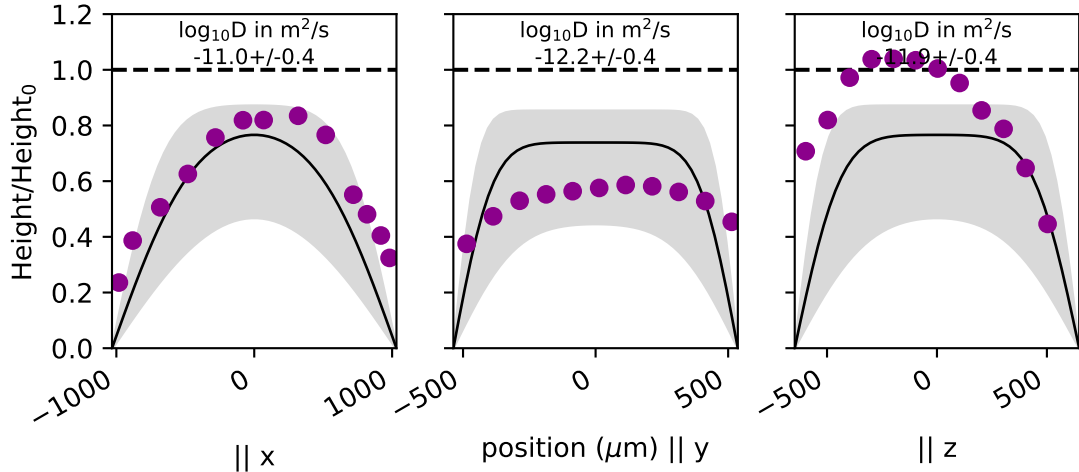 log₁₀D in m²/s
-11.0+/-0.4
log₁₀D in m²/s
-12.2+/-0.4
log₁₀D in m²/s
-11.9+/-0.4
Height/Height₀
1.2
1.0
0.8
0.6
0.4
0.2
0.0
−1000
0
1000
−500
0
500
−500
0
500
|| x
position (μm) || y
|| z